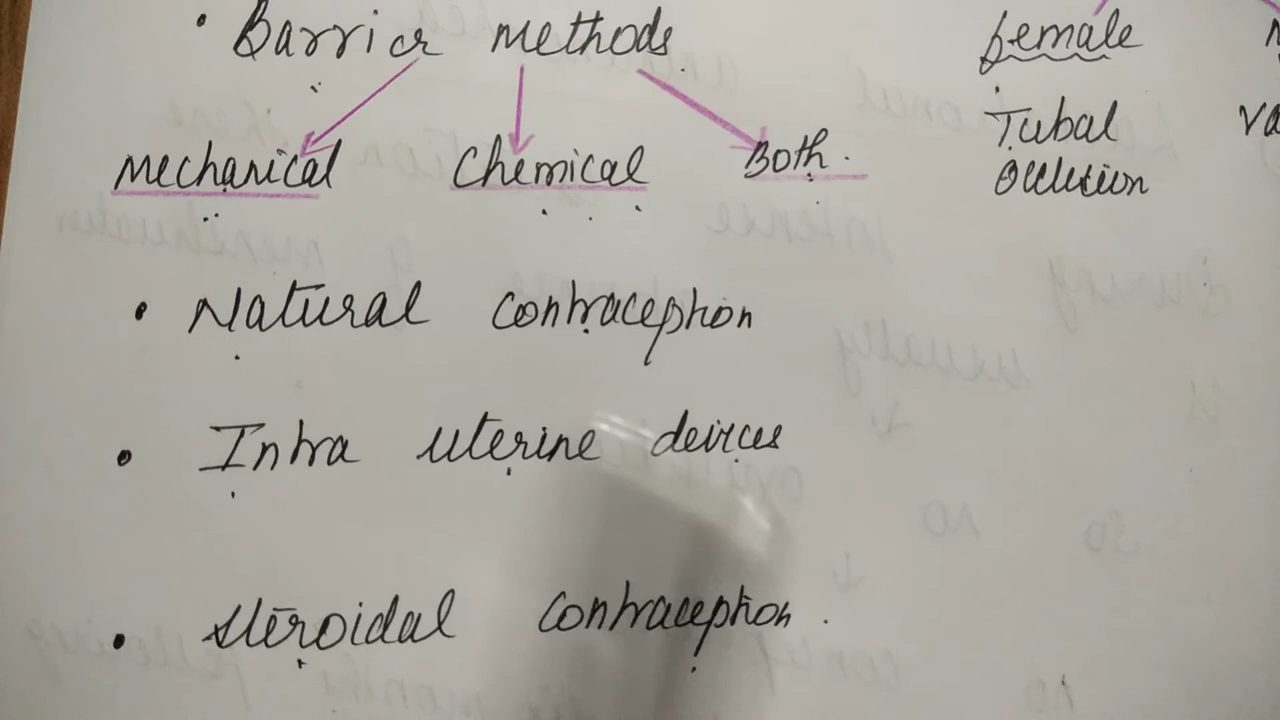 • Barrier methods.
Mechanical Chemical Both.
• Natural contraception
• Intra uterine devices
• Steroidal contraception.
female
Tubal
Occlusion